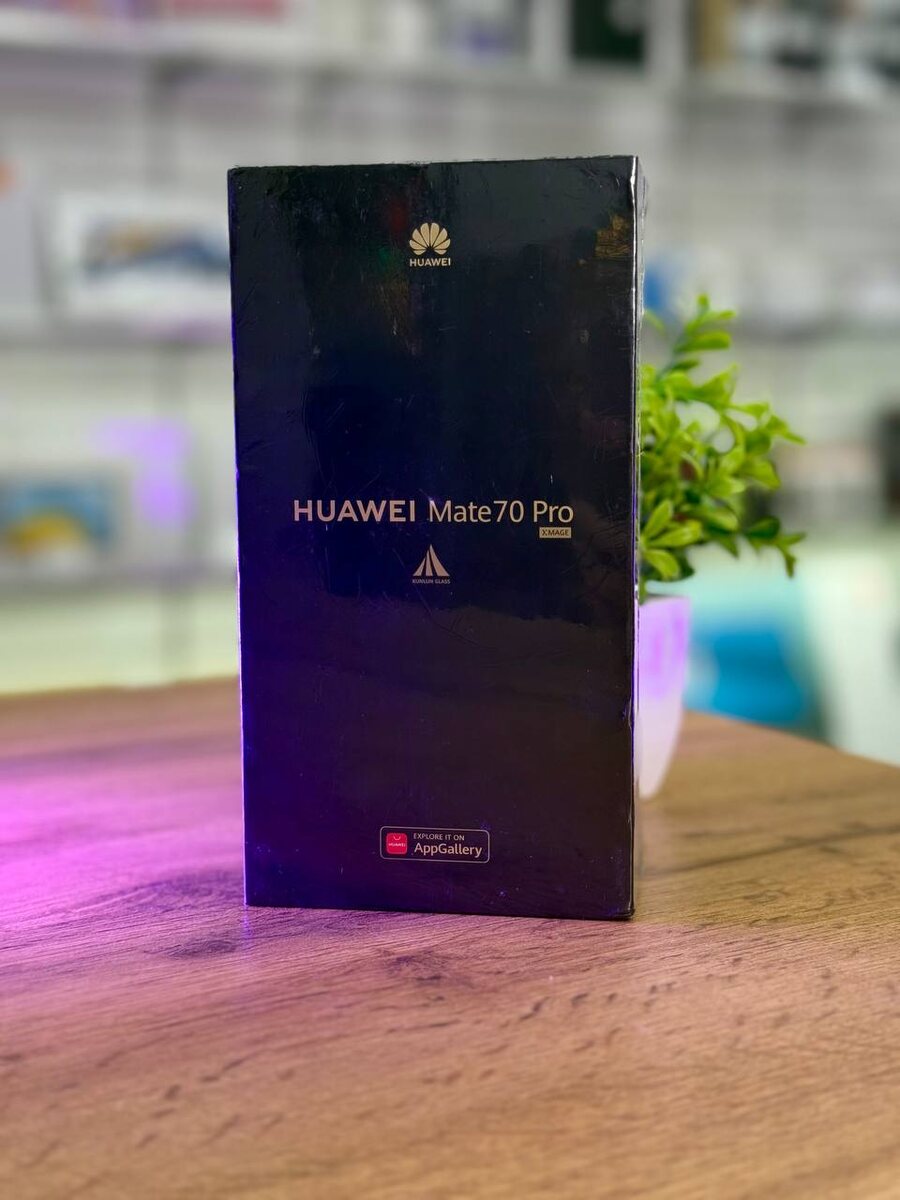 HUAWEI
HUAWEI Mate70 Pro
XMAGE
KUNLUN GLASS
HUAWEI
EXPLORE IT ON
AppGallery